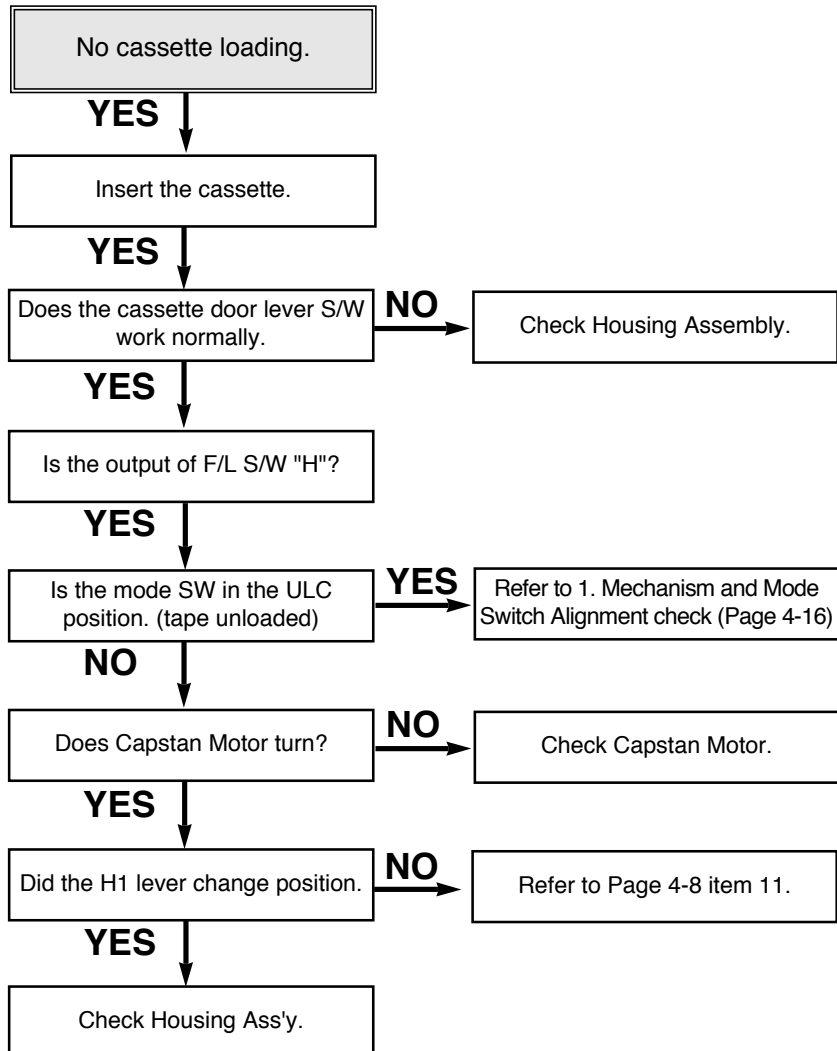 No cassette loading.
YES
Insert the cassette.
YES
Does the cassette door lever S/W
work normally.
NO
Check Housing Assembly.
YES
Is the output of F/L S/W "H"?
YES
Is the mode SW in the ULC
position. (tape unloaded)
YES
Refer to 1. Mechanism and Mode
Switch Alignment check (Page 4-16)
NO
Does Capstan Motor turn?
NO
Check Capstan Motor.
YES
Did the H1 lever change position.
NO
Refer to Page 4-8 item 11.
YES
Check Housing Ass'y.